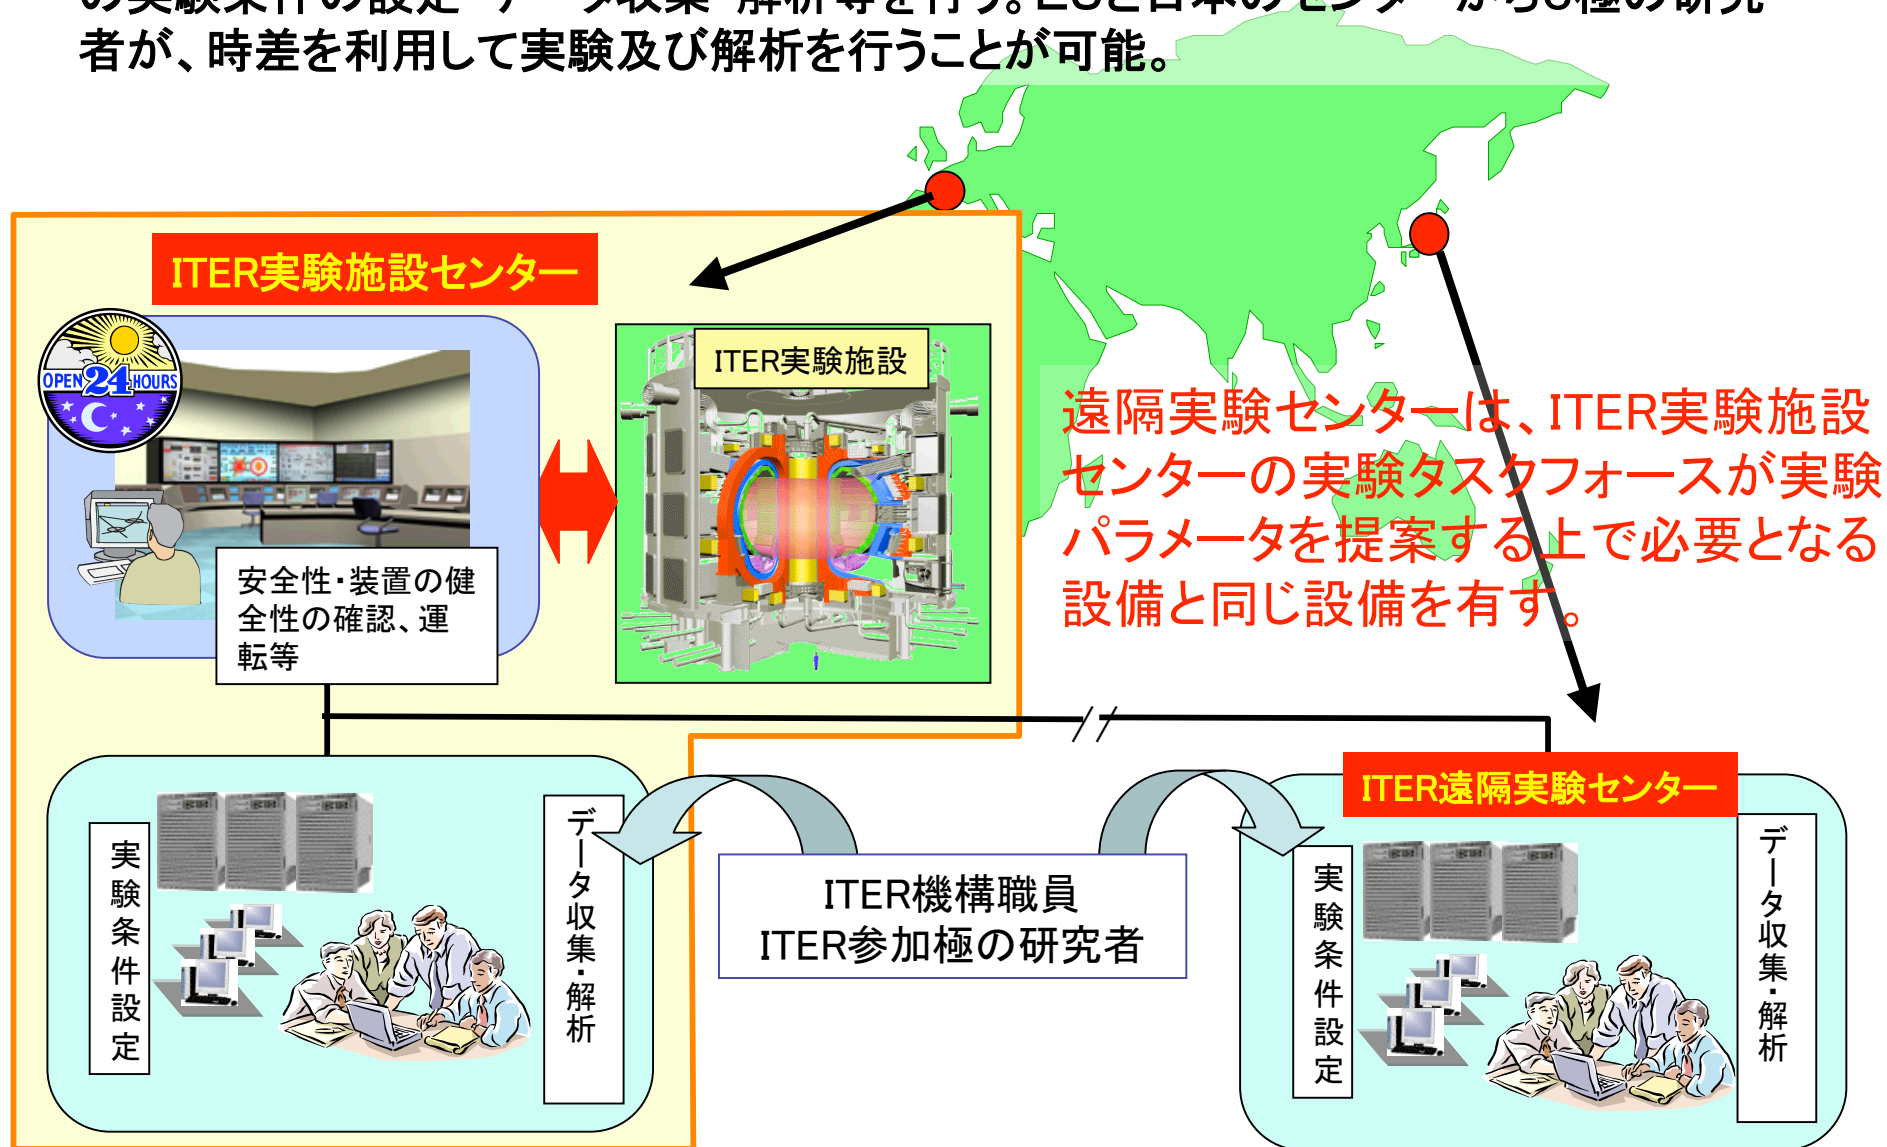 者が、時差を利用して実験及び解析を行うことが可能。
ITER実験施設センター
OPEN 24 HOURS
ITER実験施設
安全性・装置の健
全性の確認、運
転等
遠隔実験センターは、ITER実験施設
センターの実験タスクフォースが実験
パラメータを提案する上で必要となる
設備と同じ設備を有す。
実験条件設定
データ収集・解析
ITER機構職員
ITER参加極の研究者
ITER遠隔実験センター
実験条件設定
データ収集・解析